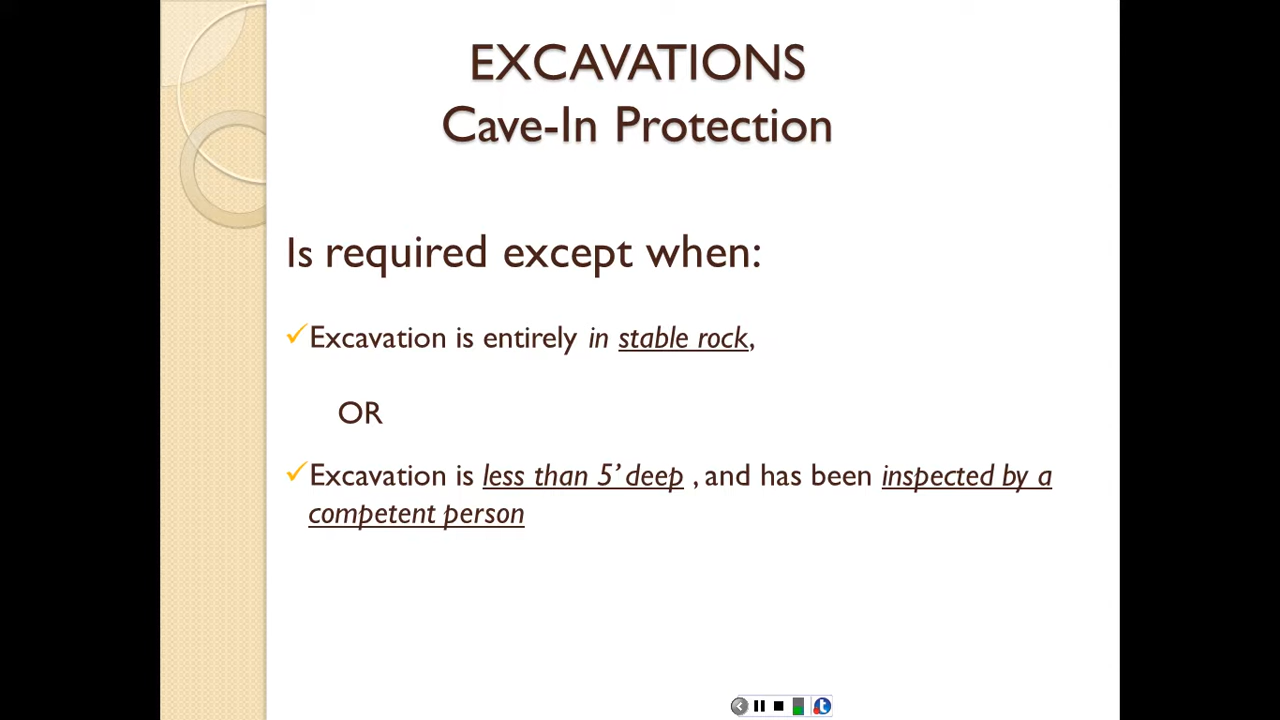 EXCAVATIONS
Cave-In Protection
Is required except when:
✓Excavation is entirely in stable rock,
OR
✓Excavation is less than 5’ deep , and has been inspected by a
competent person